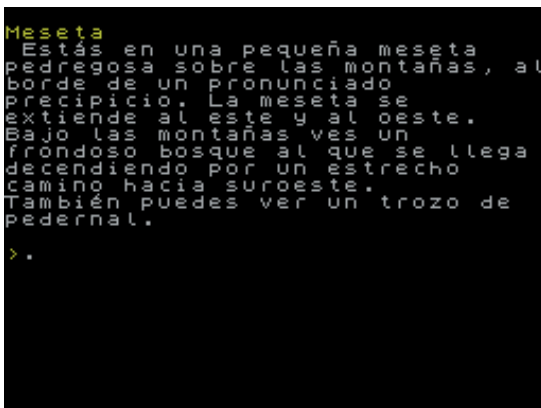 Meseta
Estás en una pequeña meseta
pedregosa sobre las montañas, al
borde de un pronunciado
precipicio. La meseta se
extiende al este y al oeste.
Bajo las montañas ves un
frondoso bosque al que se llega
decendiendo por un estrecho
camino hacia suroeste.
También puedes ver un trozo de
pedernal.
>.